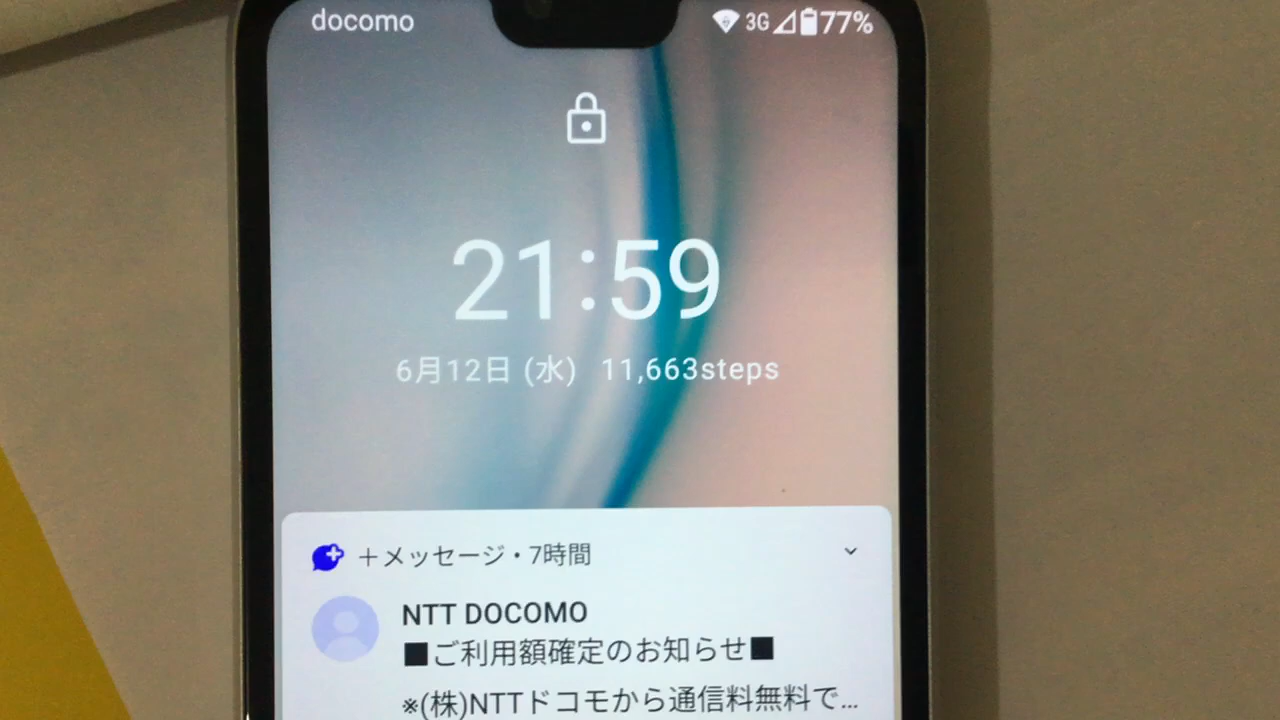 docomo 3G 77%
21:59
6月12日 (水) 11,663steps
+メッセージ・7時間
NTT DOCOMO
■ご利用額確定のお知らせ■
※(株)NTTドコモから通信料無料で…